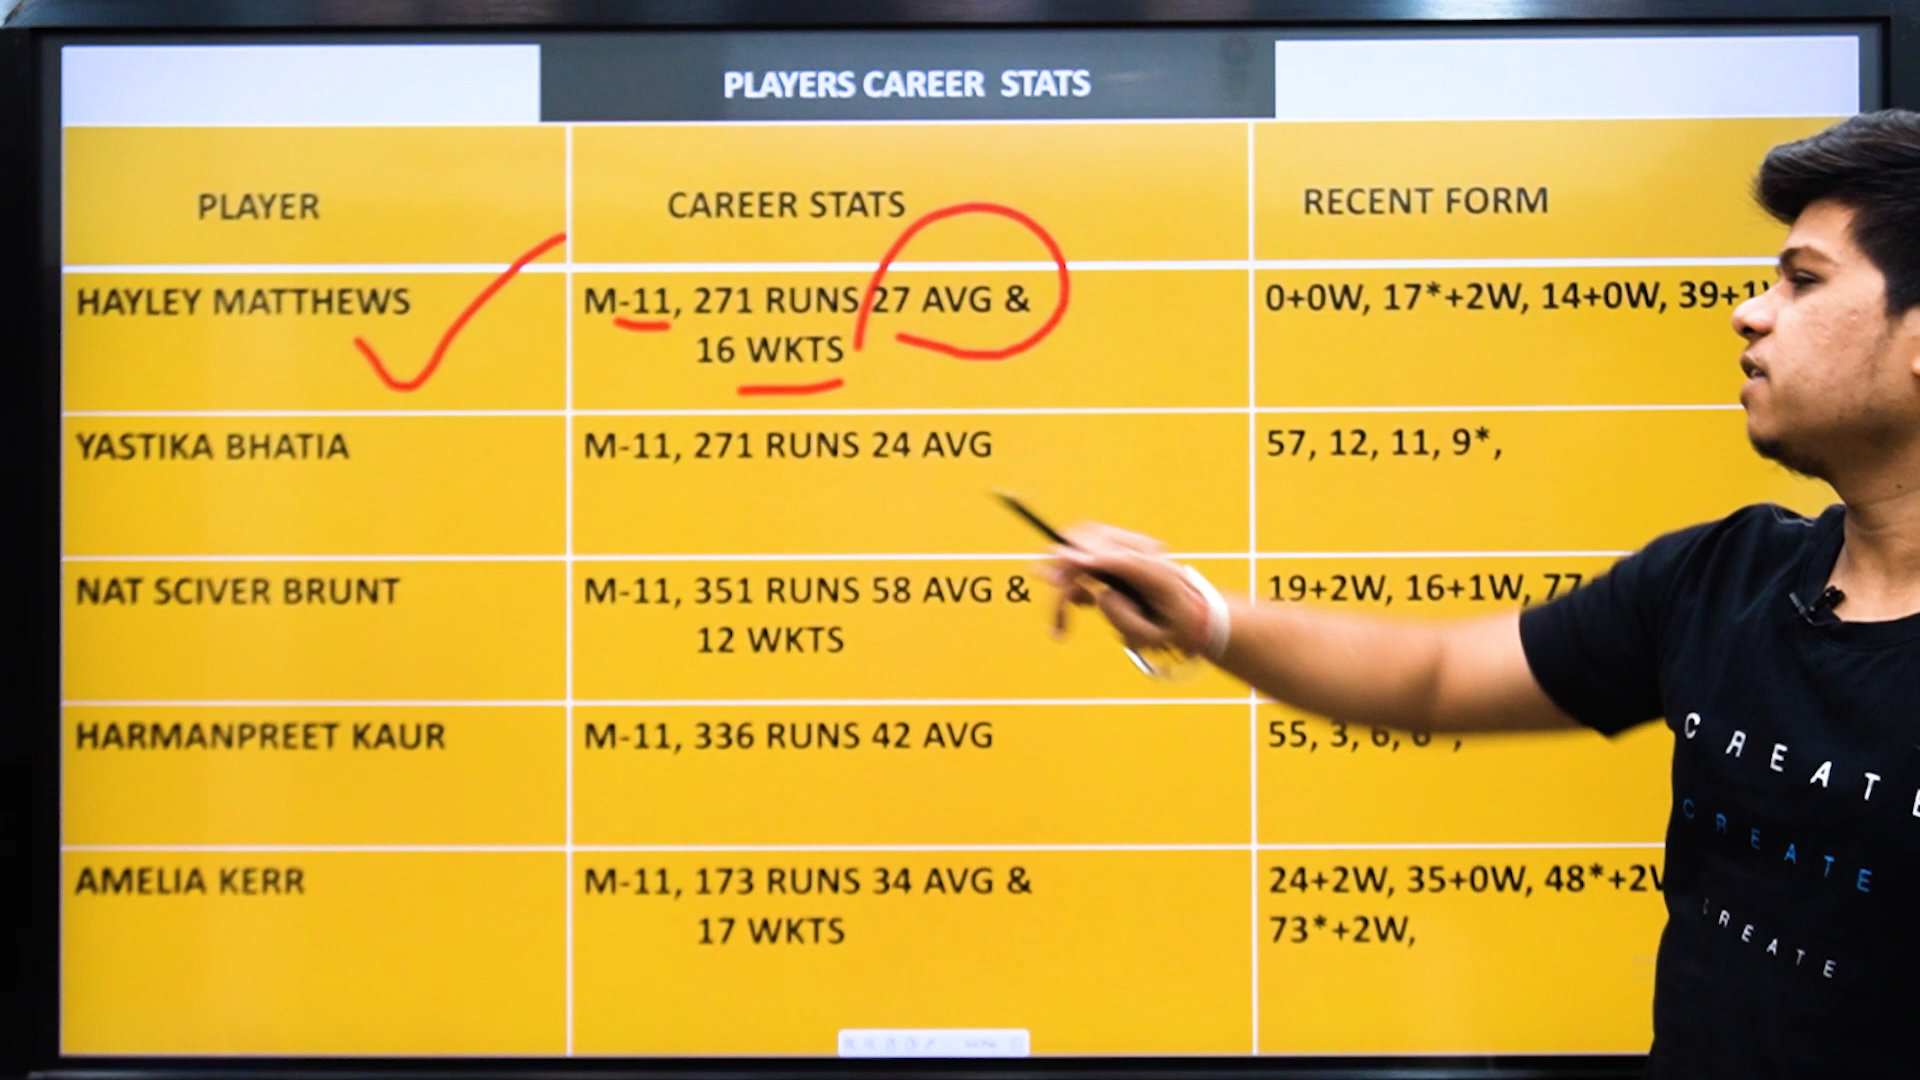 PLAYERS CAREER STATS
PLAYER
CAREER STATS
RECENT FORM
HAYLEY MATTHEWS
M-11, 271 RUNS 27 AVG &
16 WKTS
0+0W, 17*+2W, 14+0W, 39+1
YASTIKA BHATIA
M-11, 271 RUNS 24 AVG
57, 12, 11, 9*,
NAT SCIVER BRUNT
M-11, 351 RUNS 58 AVG &
12 WKTS
19+2W, 16+1W, 77
HARMANPREET KAUR
M-11, 336 RUNS 42 AVG
55, 3, 6,
AMELIA KERR
M-11, 173 RUNS 34 AVG &
17 WKTS
24+2W, 35+0W, 48*+2
73*+2W,
CREATE
CREATE
CREATE